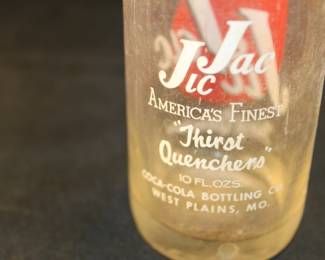 Jic Jac
AMERICA'S FINEST
"Thirst
Quenchers"
10 FL. OZS.
COCA-COLA BOTTLING CO.
WEST PLAINS, MO.